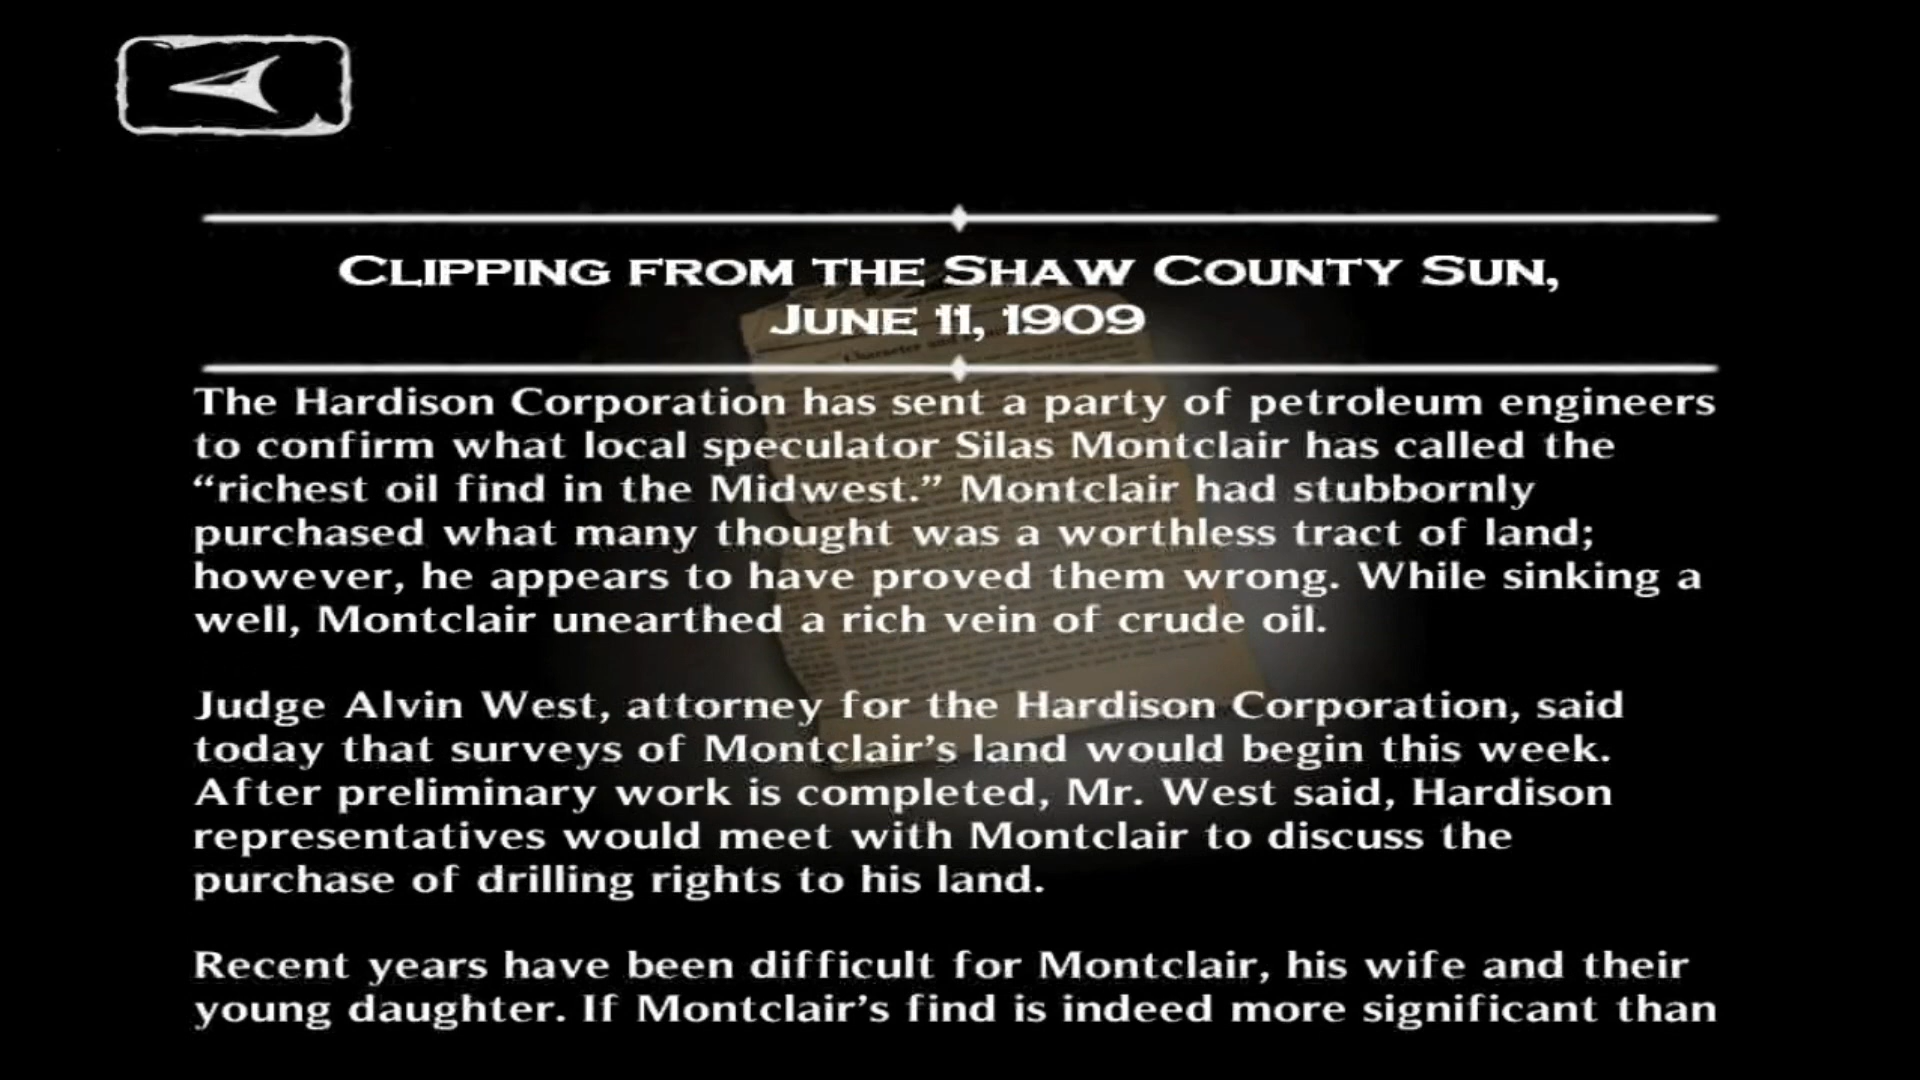 Clipping from the Shaw County Sun,
June 11, 1909
The Hardison Corporation has sent a party of petroleum engineers
to confirm what local speculator Silas Montclair has called the
“richest oil find in the Midwest.” Montclair had stubbornly
purchased what many thought was a worthless tract of land;
however, he appears to have proved them wrong. While sinking a
well, Montclair unearthed a rich vein of crude oil.
Judge Alvin West, attorney for the Hardison Corporation, said
today that surveys of Montclair’s land would begin this week.
After preliminary work is completed, Mr. West said, Hardison
representatives would meet with Montclair to discuss the
purchase of drilling rights to his land.
Recent years have been difficult for Montclair, his wife and their
young daughter. If Montclair’s find is indeed more significant than